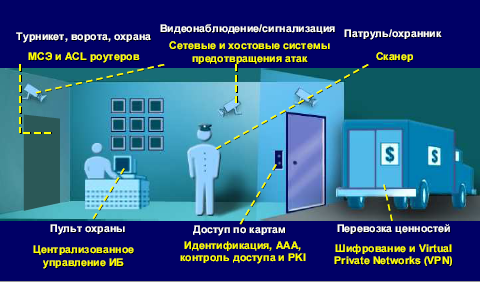 Турникет, ворота, охрана
МСЭ и ACL роутеров
Видеонаблюдение/сигнализация
Сетевые и хостовые системы
предотвращения атак
Патруль/охранник
Сканер
$
$
Пульт охраны
Централизованное
управление ИБ
Доступ по картам
Идентификация, AAA,
контроль доступа и PKI
Перевозка ценностей
Шифрование и Virtual
Private Networks (VPN)